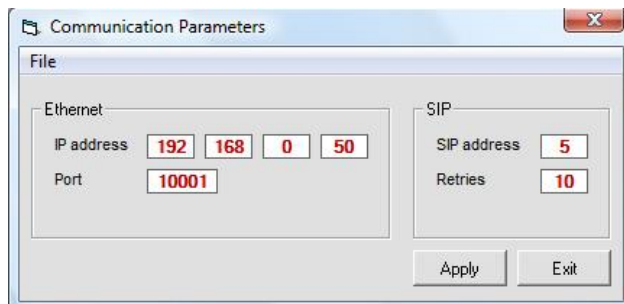 Communication Parameters
File
Ethernet
IP address 192 168 0 50
Port 10001
SIP
SIP address 5
Retries 10
Apply Exit